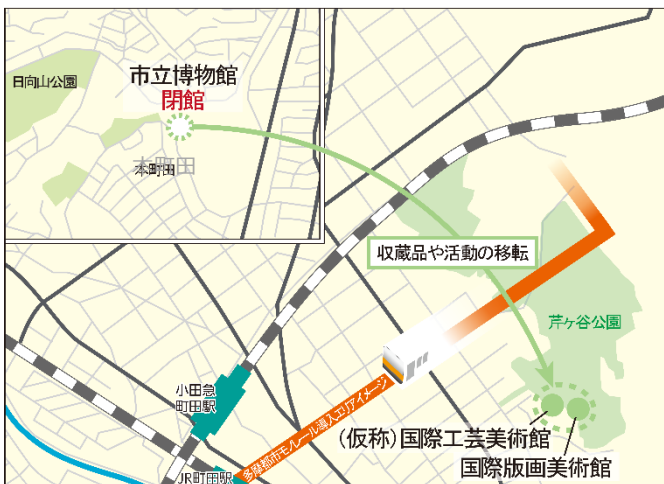 日向山公園
市立博物館
閉館
本町田
本町田
収蔵品や活動の移転
芹ヶ谷公園
小田急
町田駅
多摩都市モノレール導入エリアイメージ
(仮称)国際工芸美術館
国際版画美術館
JR町田駅